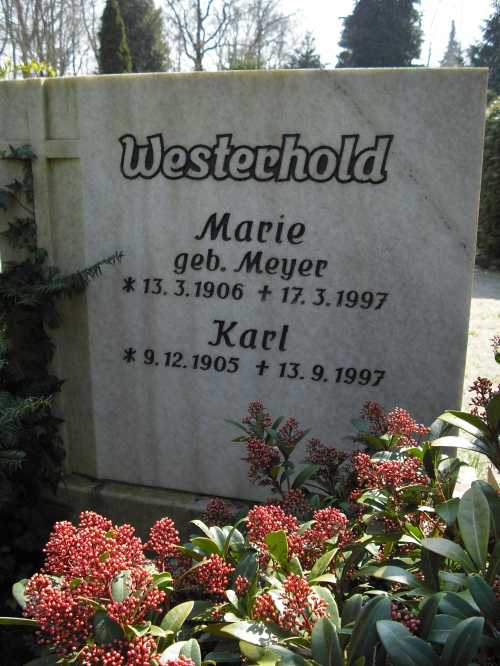 Westerhold
Marie
geb. Meyer
* 13. 3. 1906 † 17. 3. 1997
Karl
* 9. 12. 1905 † 13. 9. 1997